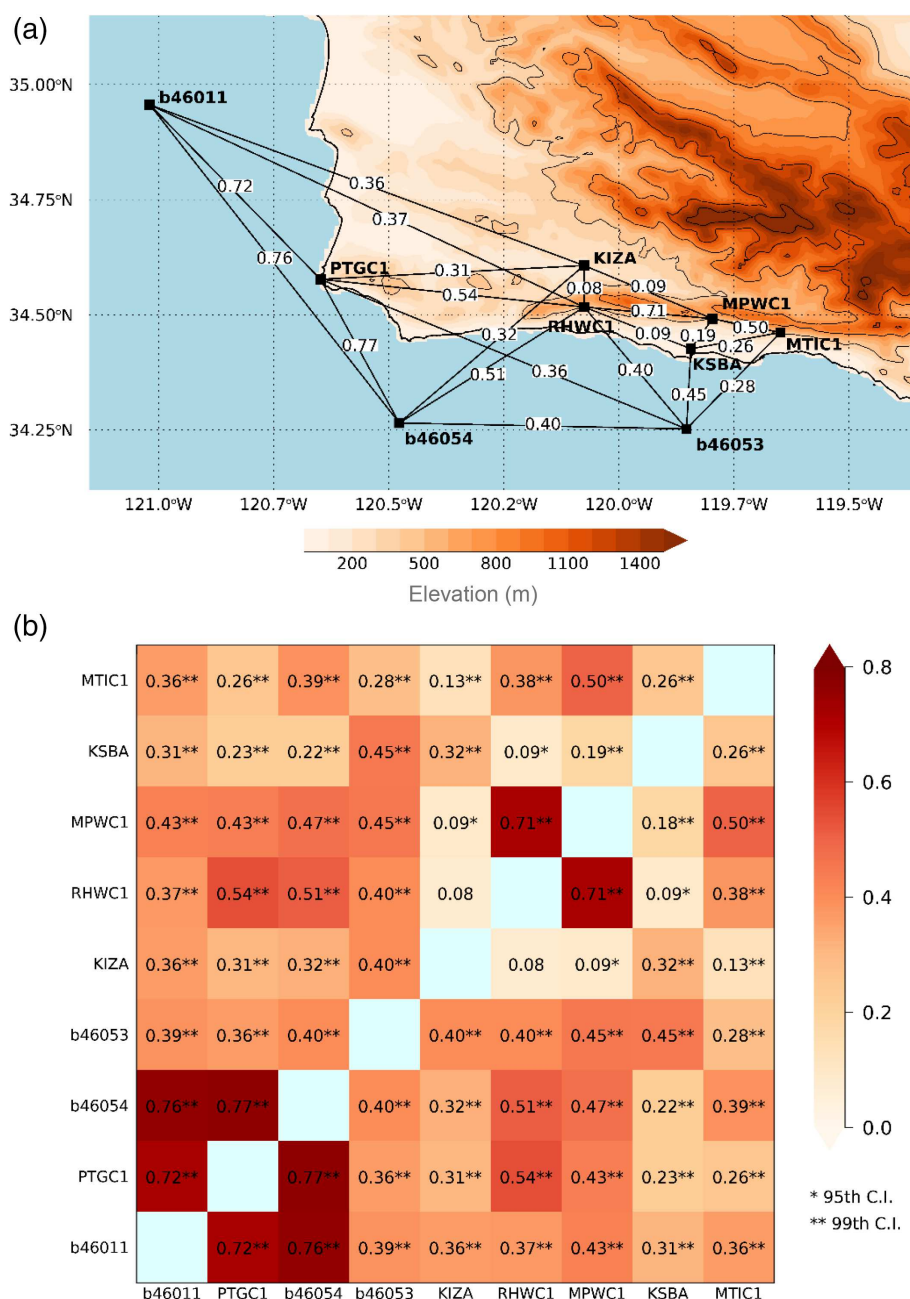 (a)
35.00°N
34.75°N
34.50°N
34.25°N
b46011
0.72
0.36
0.37
0.76
PTGC1
0.31
KIZA
0.08
0.09
0.54
0.71
MPWC1
RHWC1
0.09
0.19
0.50
0.26
MTIC1
KSBA
0.32
0.77
0.51
0.36
0.40
0.45
0.28
b46054
0.40
b46053
121.0°W 120.7°W 120.5°W 120.2°W 120.0°W 119.7°W 119.5°W
200 500 800 1100 1400
Elevation (m)
(b)
MTIC1 0.36** 0.26** 0.39** 0.28** 0.13** 0.38** 0.50** 0.26**
KSBA 0.31** 0.23** 0.22** 0.45** 0.32** 0.09* 0.19** 0.26**
MPWC1 0.43** 0.43** 0.47** 0.45** 0.09* 0.71** 0.18** 0.50**
RHWC1 0.37** 0.54** 0.51** 0.40** 0.08 0.71** 0.09* 0.38**
KIZA 0.36** 0.31** 0.32** 0.40** 0.08 0.09* 0.32** 0.13**
b46053 0.39** 0.36** 0.40** 0.40** 0.40** 0.45** 0.45** 0.28**
b46054 0.76** 0.77** 0.40** 0.32** 0.51** 0.47** 0.22** 0.39**
PTGC1 0.72** 0.77** 0.36** 0.31** 0.54** 0.43** 0.23** 0.26**
b46011 0.72** 0.76** 0.39** 0.36** 0.37** 0.43** 0.31** 0.36**
b46011 PTGC1 b46054 b46053 KIZA RHWC1 MPWC1 KSBA MTIC1
0.8
0.6
0.4
0.2
0.0
* 95th C.I.
** 99th C.I.